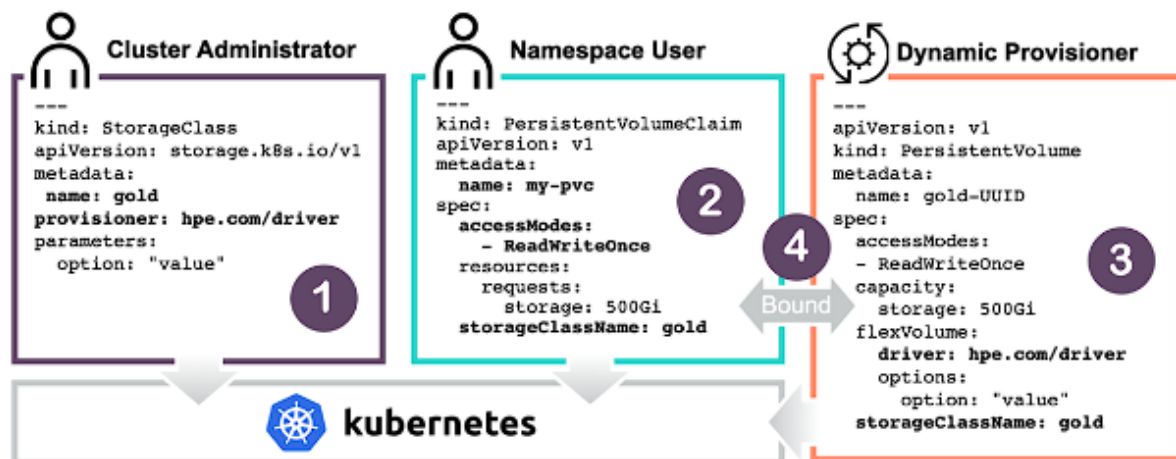 Cluster Administrator
---
kind: StorageClass
apiVersion: storage.k8s.io/v1
metadata:
 name: gold
provisioner: hpe.com/driver
parameters:
  option: "value"
1
Namespace User
---
kind: PersistentVolumeClaim
apiVersion: v1
metadata:
  name: my-pvc
spec:
  accessModes:
    - ReadWriteOnce
  resources:
    requests:
      storage: 500Gi
  storageClassName: gold
2
4
Bound
Dynamic Provisioner
---
apiVersion: v1
kind: PersistentVolume
metadata:
  name: gold-UUID
spec:
  accessModes:
  - ReadWriteOnce
  capacity:
    storage: 500Gi
  flexVolume:
    driver: hpe.com/driver
    options:
      option: "value"
  storageClassName: gold
3
kubernetes